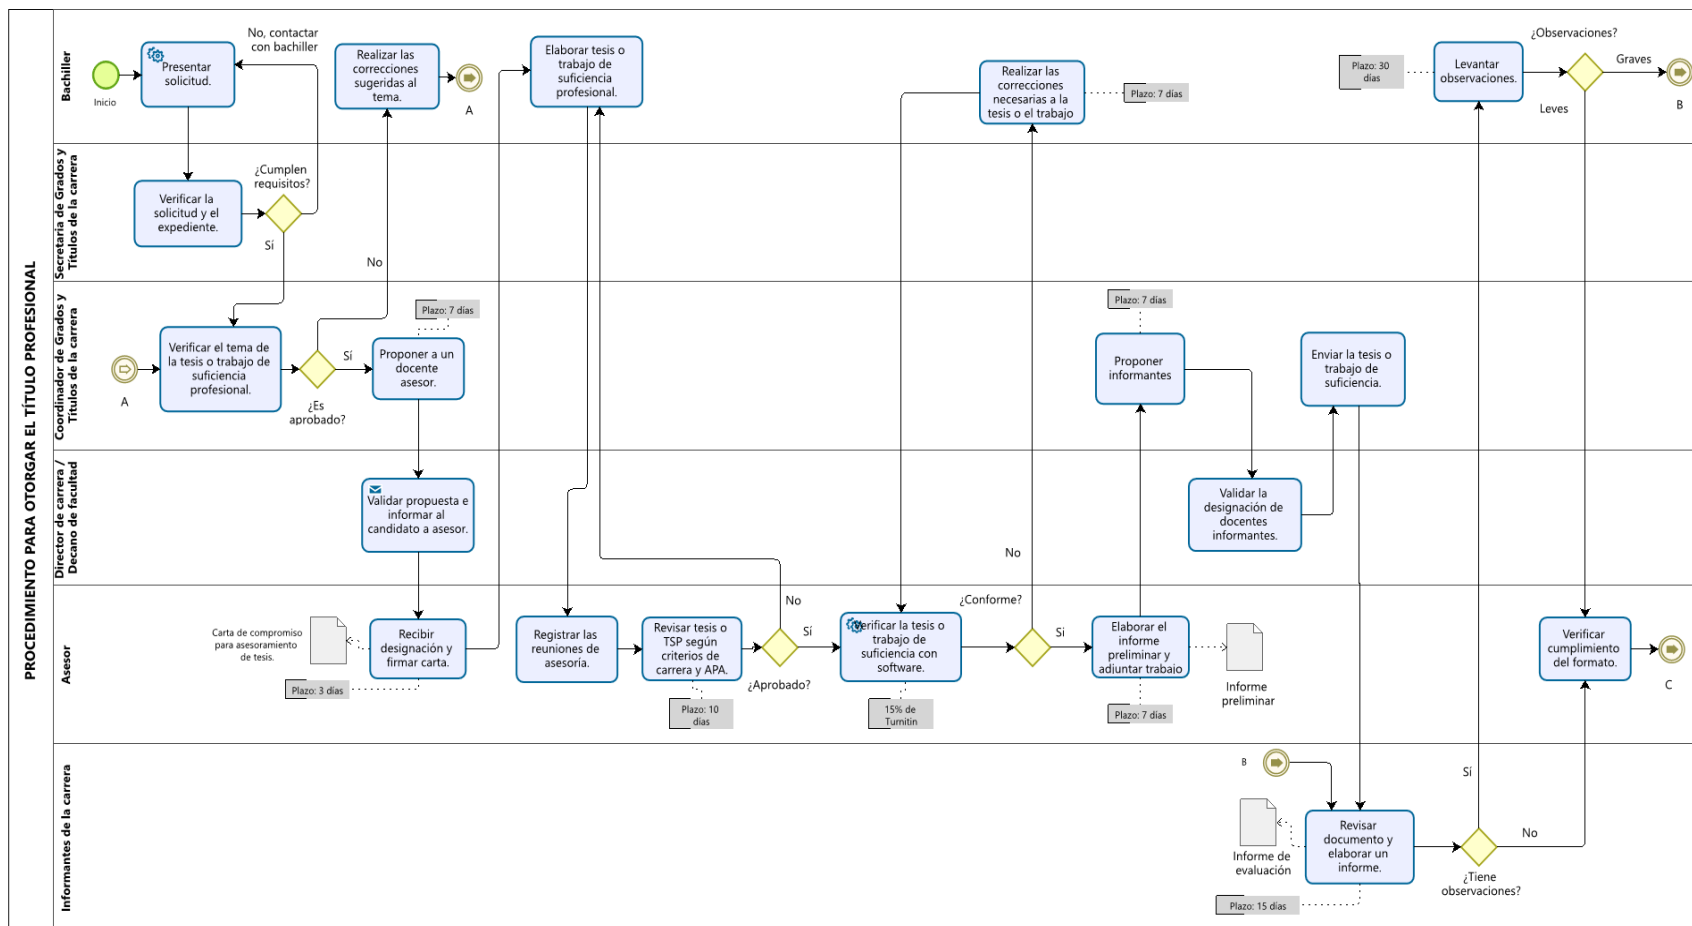 PROCEDIMIENTO PARA OTORGAR EL TÍTULO PROFESIONAL
Bachiller
Inicio
Presentar
solicitud.
No, contactar
con bachiller
Realizar las
correcciones
sugeridas al
tema.
A
Elaborar tesis o
trabajo de
suficiencia
profesional.
Realizar las
correcciones
necesarias a la
tesis o el trabajo
Plazo: 7 días
Plazo: 30
días
Levantar
observaciones.
¿Observaciones?
Graves
Leves
B
Secretaria de Grados y
Títulos de la carrera
Verificar la
solicitud y el
expediente.
¿Cumplen
requisitos?
Sí
No
Coordinador de Grados y
Títulos de la carrera
A
Verificar el tema de
la tesis o trabajo de
suficiencia
profesional.
¿Es
aprobado?
Sí
Plazo: 7 días
Proponer a un
docente
asesor.
Plazo: 7 días
Proponer
informantes
Enviar la tesis o
trabajo de
suficiencia.
Director de carrera /
Decano de facultad
Validar propuesta e
informar al
candidato a asesor.
Validar la
designación de
docentes
informantes.
No
Asesor
Carta de compromiso
para asesoramiento
de tesis.
Plazo: 3 días
Recibir
designación y
firmar carta.
Registrar las
reuniones de
asesoría.
Revisar tesis o
TSP según
criterios de
carrera y APA.
Plazo: 10
días
No
Sí
¿Aprobado?
Verificar la tesis o
trabajo de
suficiencia con
software.
15% de
Turnitin
¿Conforme?
Sí
Elaborar el
informe
preliminar y
adjuntar trabajo
Plazo: 7 días
Informe
preliminar
Verificar
cumplimiento
del formato.
C
Informantes de la carrera
B
Informe de
evaluación
Revisar
documento y
elaborar un
informe.
Plazo: 15 días
Sí
No
¿Tiene
observaciones?